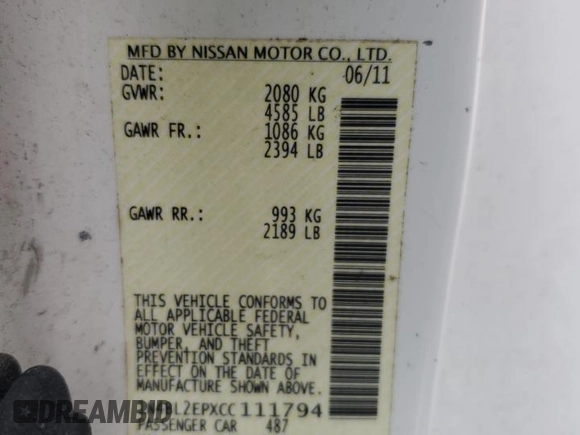 MFD BY NISSAN MOTOR CO., LTD.
DATE: 06/11
GVWR: 2080 KG
4585 LB
GAWR FR.: 1086 KG
2394 LB
GAWR RR.: 993 KG
2189 LB
THIS VEHICLE CONFORMS TO
ALL APPLICABLE FEDERAL
MOTOR VEHICLE SAFETY,
BUMPER, AND THEFT
PREVENTION STANDARDS IN
EFFECT ON THE DATE OF
MANUFACTURE SHOWN ABOVE.
L2EPXCC111794
PASSENGER CAR 487
DREAMBID